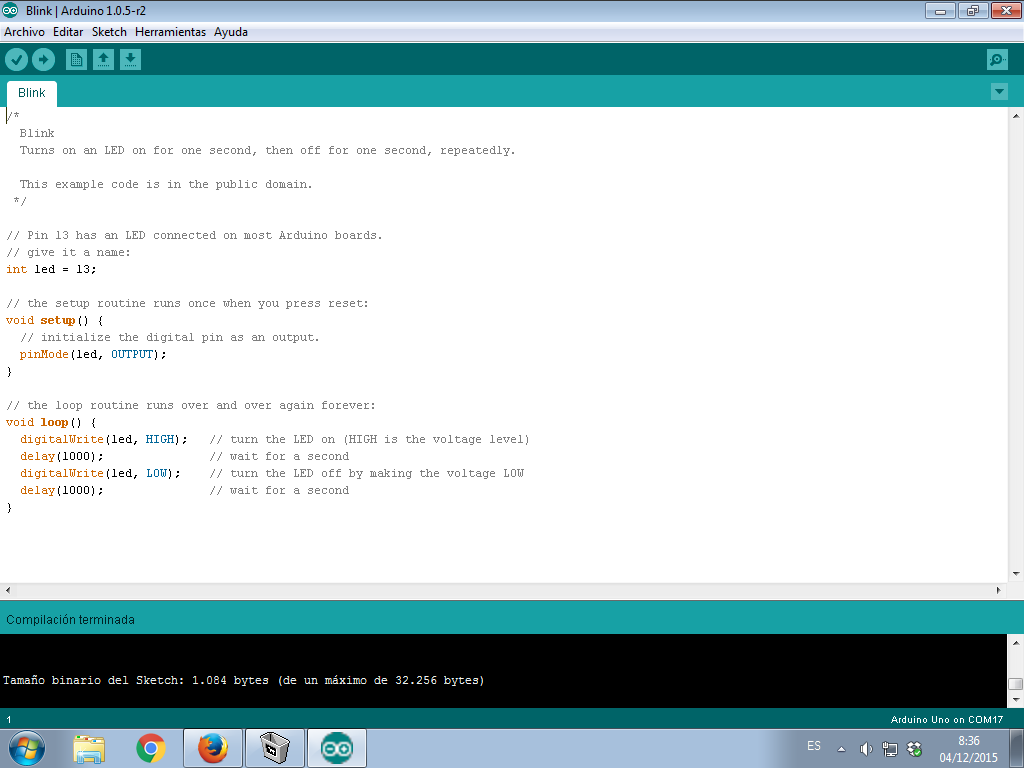 Blink | Arduino 1.0.5-r2
Archivo Editar Sketch Herramientas Ayuda
Blink
/*
  Blink
  Turns on an LED on for one second, then off for one second, repeatedly.

  This example code is in the public domain.
 */

// Pin 13 has an LED connected on most Arduino boards.
// give it a name:
int led = 13;

// the setup routine runs once when you press reset:
void setup() {
  // initialize the digital pin as an output.
  pinMode(led, OUTPUT);
}

// the loop routine runs over and over again forever:
void loop() {
  digitalWrite(led, HIGH);   // turn the LED on (HIGH is the voltage level)
  delay(1000);               // wait for a second
  digitalWrite(led, LOW);    // turn the LED off by making the voltage LOW
  delay(1000);               // wait for a second
}
Compilación terminada
Tamaño binario del Sketch: 1.084 bytes (de un máximo de 32.256 bytes)
1 Arduino Uno on COM17
ES 8:36
04/12/2015